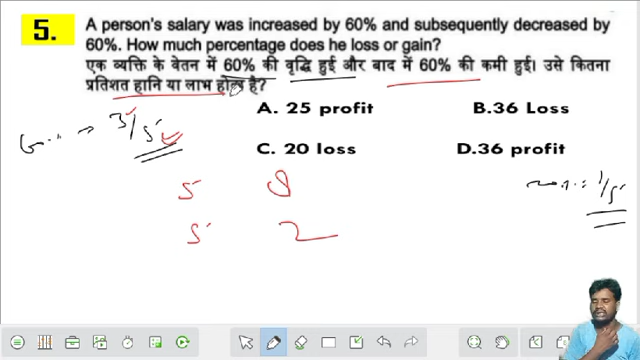 5.
A person's salary was increased by 60% and subsequently decreased by
60%. How much percentage does he loss or gain?
एक व्यक्ति के वेतन में 60% की वृद्धि हुई और बाद में 60% की कमी हुई। उसे कितना
प्रतिशत हानि या लाभ होता है?
A. 25 profit
B.36 Loss
C. 20 loss
D.36 profit
3/5
1/5
5 8
5 2